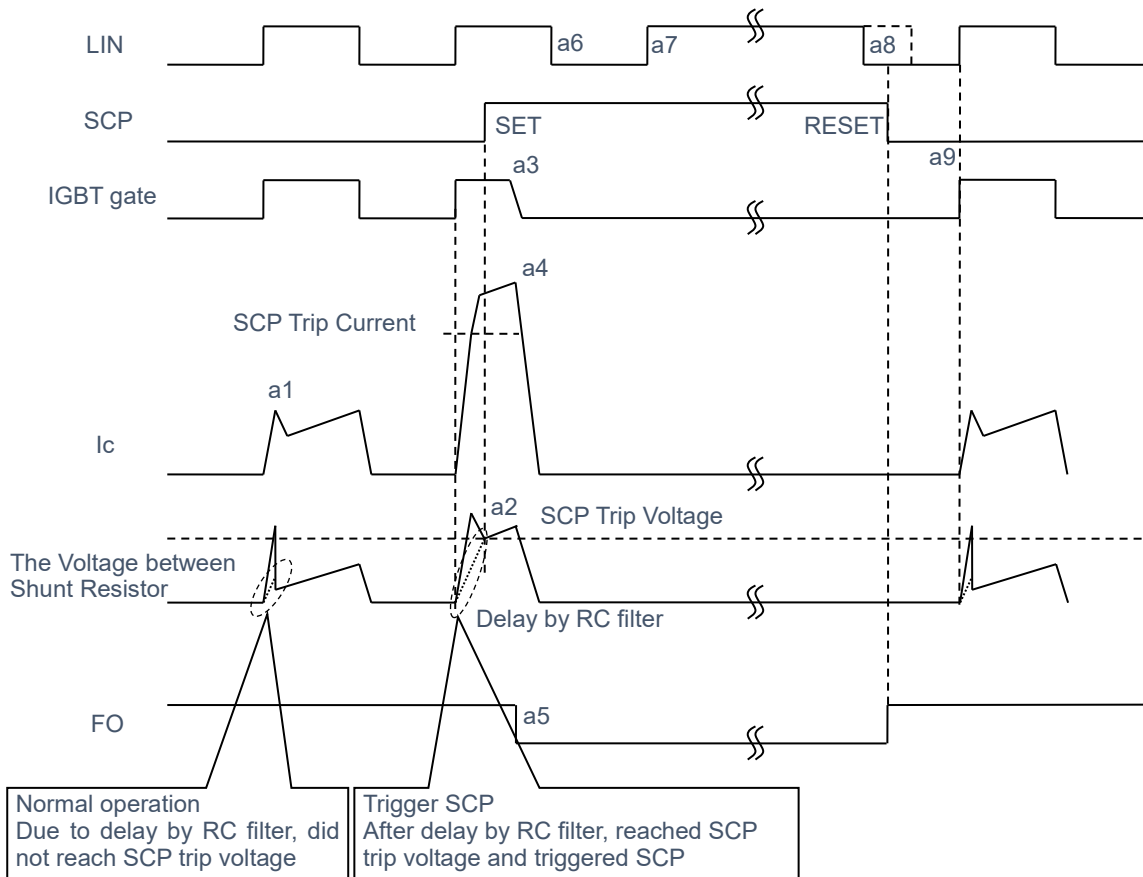 LIN
a6
a7
a8
SCP
SET
RESET
a3
a9
IGBT gate
a4
SCP Trip Current
a1
Ic
a2
SCP Trip Voltage
The Voltage between
Shunt Resistor
Delay by RC filter
FO
a5
Normal operation
Due to delay by RC filter, did
not reach SCP trip voltage
Trigger SCP
After delay by RC filter, reached SCP
trip voltage and triggered SCP